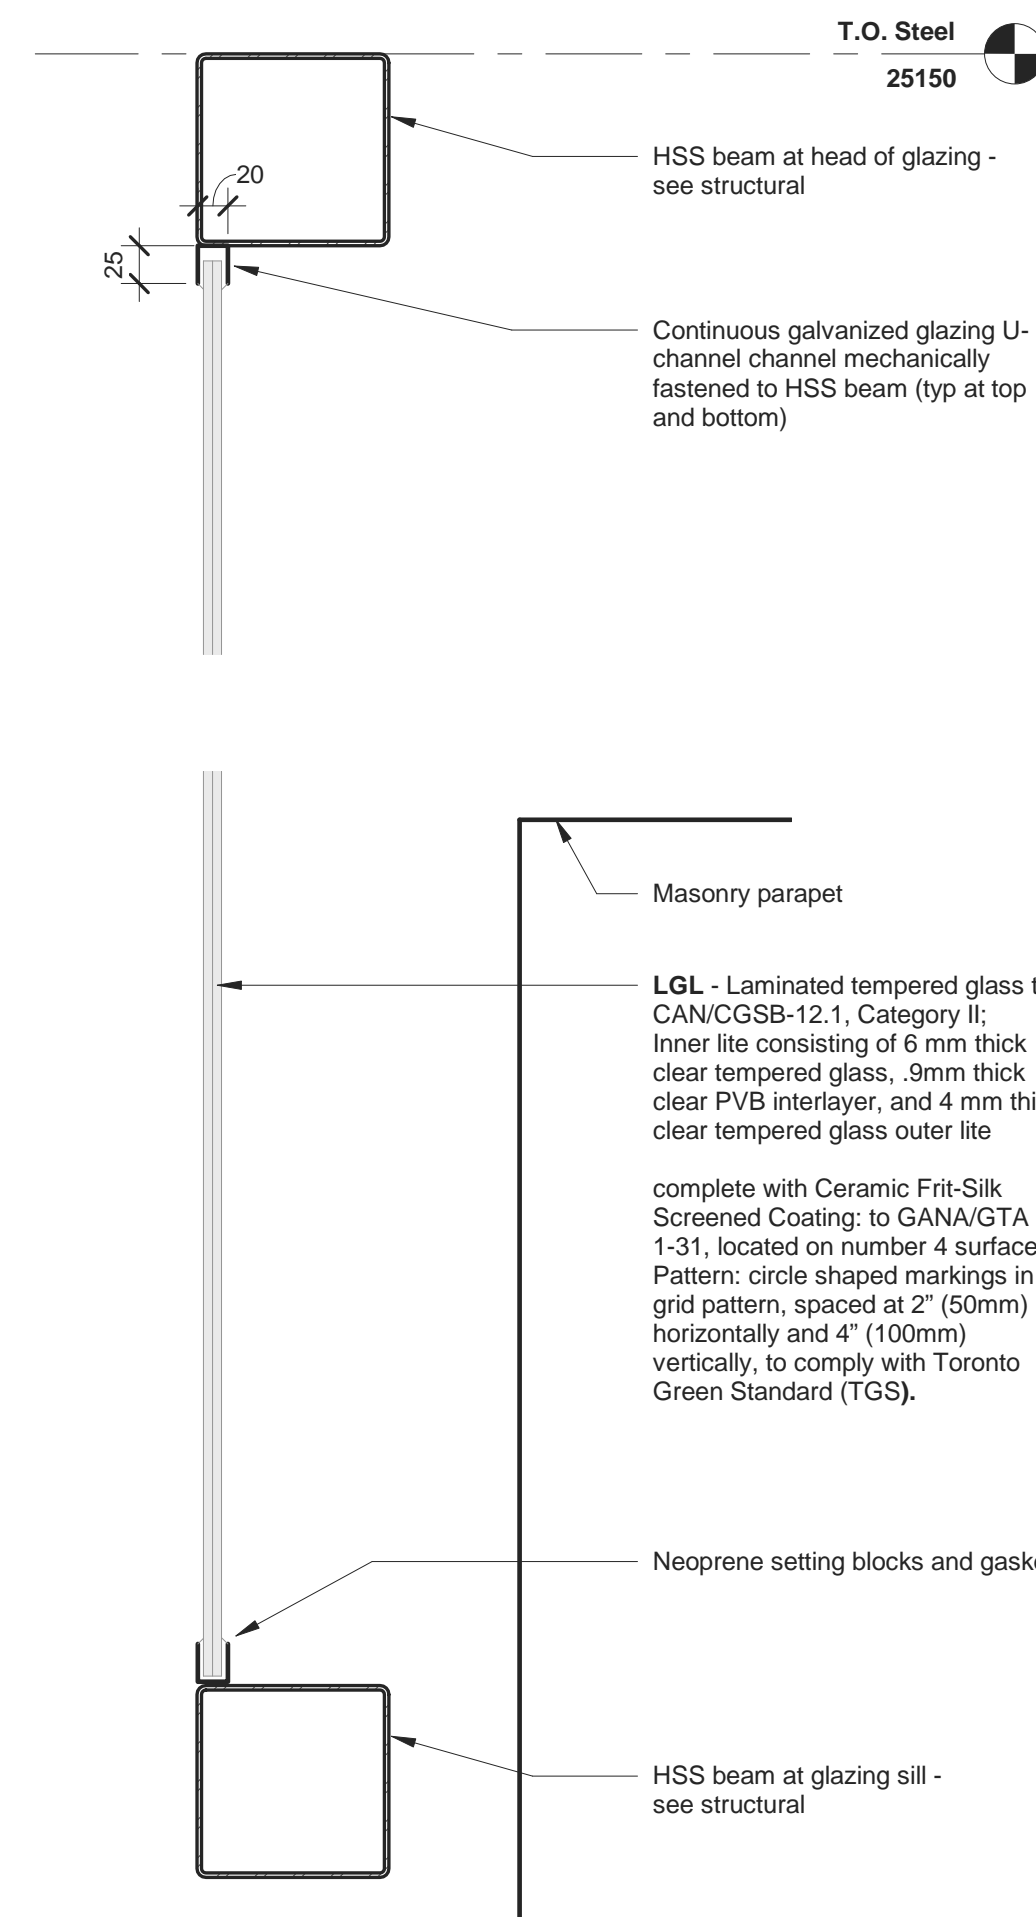 T.O. Steel
25150
HSS beam at head of glazing -
see structural
20
25
Continuous galvanized glazing U-
channel channel mechanically
fastened to HSS beam (typ at top
and bottom)
Masonry parapet
LGL - Laminated tempered glass
CAN/CGSB-12.1, Category II;
Inner lite consisting of 6 mm thick
clear tempered glass, .9mm thick
clear PVB interlayer, and 4 mm
clear tempered glass outer lite
complete with Ceramic Frit-Silk
Screened Coating: to GANA/GTA
1-31, located on number 4 surface
Pattern: circle shaped markings in
grid pattern, spaced at 2” (50mm)
horizontally and 4” (100mm)
vertically, to comply with Toronto
Green Standard (TGS).
Neoprene setting blocks and
HSS beam at glazing sill -
see structural